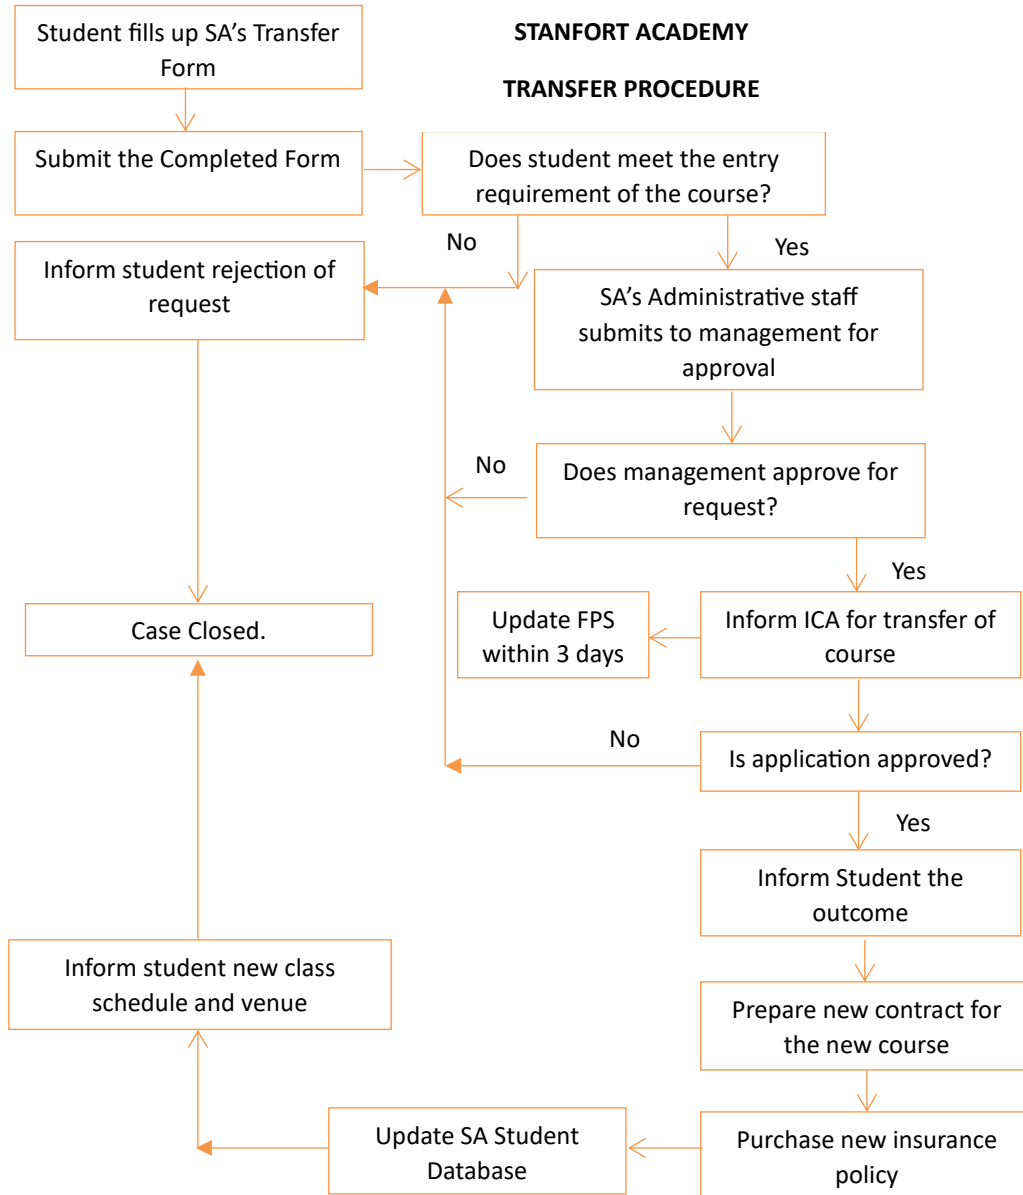 STANFORT ACADEMY
TRANSFER PROCEDURE
Student fills up SA’s Transfer
Form
Submit the Completed Form
Does student meet the entry
requirement of the course?
No
Yes
Inform student rejection of
request
SA’s Administrative staff
submits to management for
approval
No
Does management approve for
request?
Yes
Case Closed.
Update FPS
within 3 days
Inform ICA for transfer of
course
No
Is application approved?
Yes
Inform Student the
outcome
Inform student new class
schedule and venue
Prepare new contract for
the new course
Update SA Student
Database
Purchase new insurance
policy